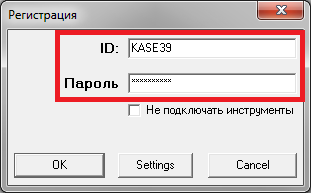 Регистрация
ID: KASE39
Пароль **********
Не подключать инструменты
OK Settings Cancel